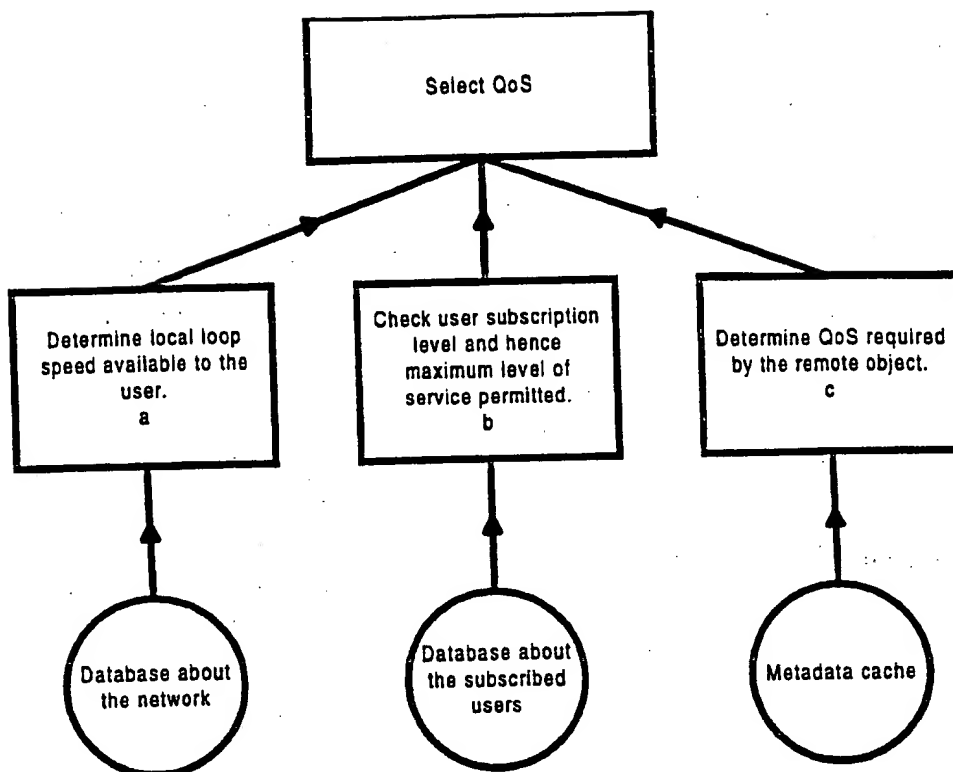 Select QoS
Determine local loop
speed available to the
user.
a
Check user subscription
level and hence
maximum level of
service permitted.
b
Determine QoS required
by the remote object.
c
Database about
the network
Database about
the subscribed
users
Metadata cache